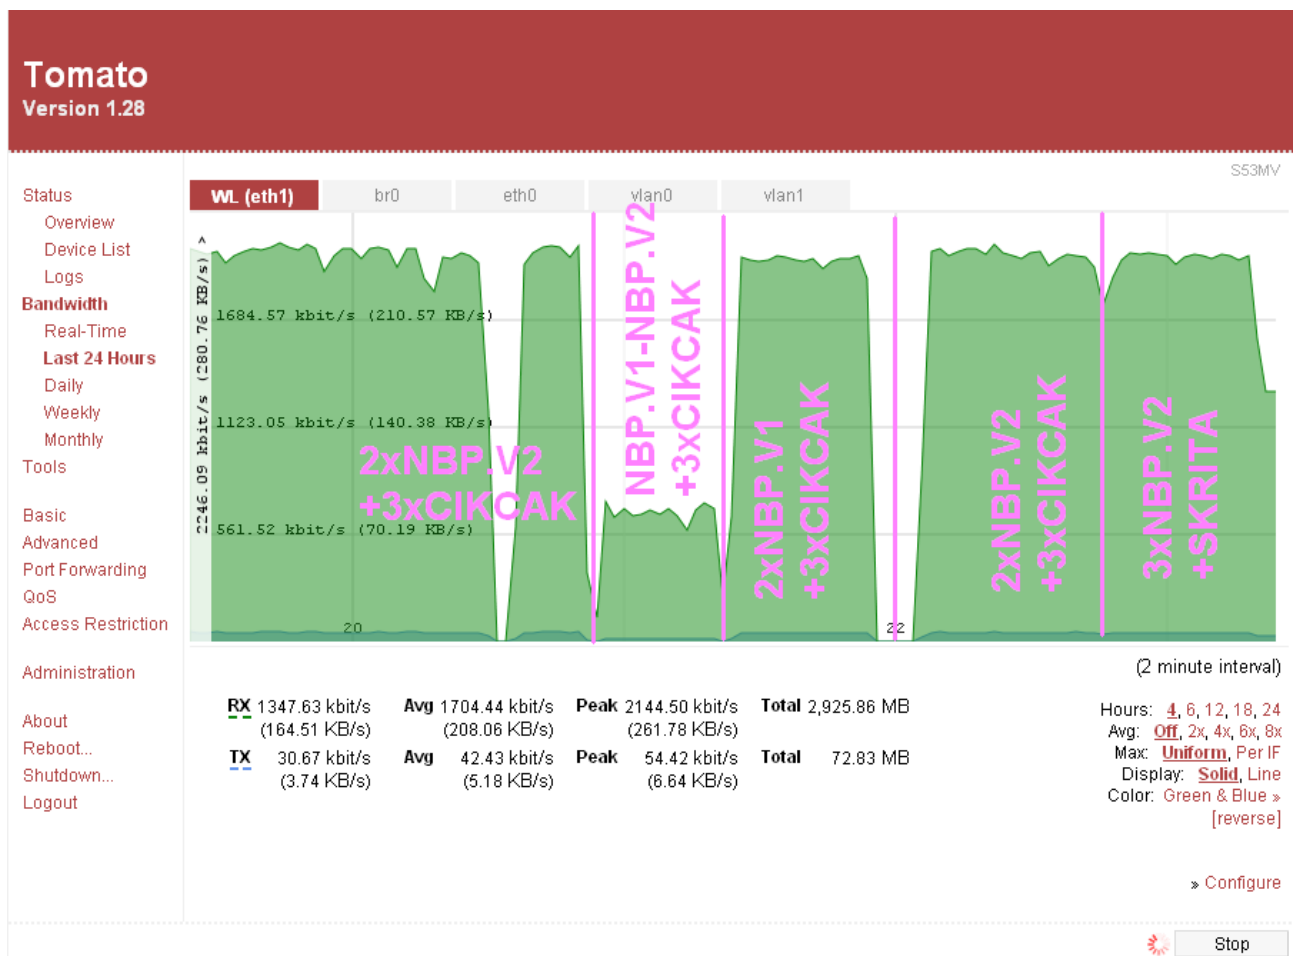 Tomato
Version 1.28
S53MV
Status
Overview
Device List
Logs
Bandwidth
Real-Time
Last 24 Hours
Daily
Weekly
Monthly
Tools
Basic
Advanced
Port Forwarding
QoS
Access Restriction
Administration
About
Reboot...
Shutdown...
Logout
WL (eth1)
br0
eth0
vlan0
vlan1
2246.09 kbit/s (280.76 KB/s) >
1684.57 kbit/s (210.57 KB/s)
1123.05 kbit/s (140.38 KB/s)
561.52 kbit/s (70.19 KB/s)
20
22
2xNBP.V2
+3xCIKCAK
NBP.V1-NBP.V2
+3xCIKCAK
2xNBP.V1
+3xCIKCAK
2xNBP.V2
+3xCIKCAK
3xNBP.V2
+SKRITA
(2 minute interval)
RX 1347.63 kbit/s Avg 1704.44 kbit/s Peak 2144.50 kbit/s Total 2,925.86 MB
(164.51 KB/s) (208.06 KB/s) (261.78 KB/s)
TX 30.67 kbit/s Avg 42.43 kbit/s Peak 54.42 kbit/s Total 72.83 MB
(3.74 KB/s) (5.18 KB/s) (6.64 KB/s)
Hours: 4, 6, 12, 18, 24
Avg: Off, 2x, 4x, 6x, 8x
Max: Uniform, Per IF
Display: Solid, Line
Color: Green & Blue »
[reverse]
» Configure
Stop